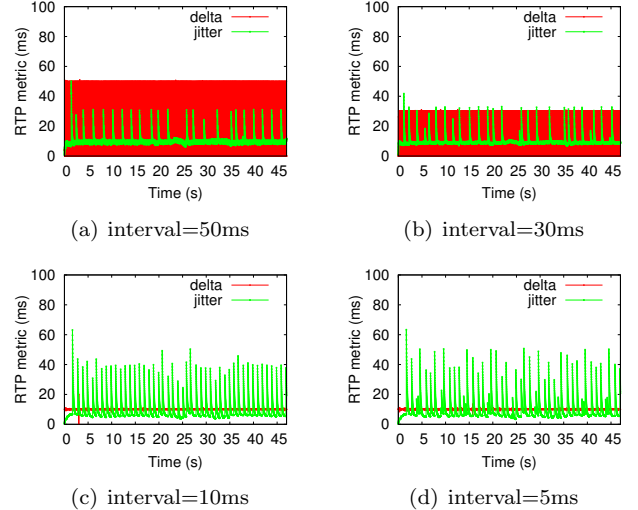 delta
jitter
RTP metric (ms)
100
80
60
40
20
0
0 5 10 15 20 25 30 35 40 45
Time (s)
(a) interval=50ms
delta
jitter
RTP metric (ms)
100
80
60
40
20
0
0 5 10 15 20 25 30 35 40 45
Time (s)
(b) interval=30ms
delta
jitter
RTP metric (ms)
100
80
60
40
20
0
0 5 10 15 20 25 30 35 40 45
Time (s)
(c) interval=10ms
delta
jitter
RTP metric (ms)
100
80
60
40
20
0
0 5 10 15 20 25 30 35 40 45
Time (s)
(d) interval=5ms